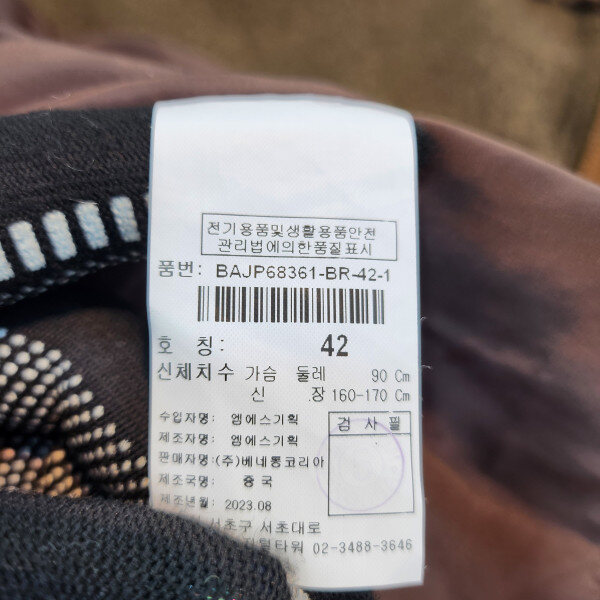 전기용품및생활용품안전
관리법에의한품질표시
품번: BAJP68361-BR-42-1
호 칭: 42
신체치수 가슴 둘레 90 Cm
신 장 160-170 Cm
수입자명: 엠에스기획
제조자명: 엠에스기획
판매자명: (주)베네통코리아
제조국명: 중국
제조년월: 2023.08
검사필
서초구 서초대로
타워 02-3488-3646